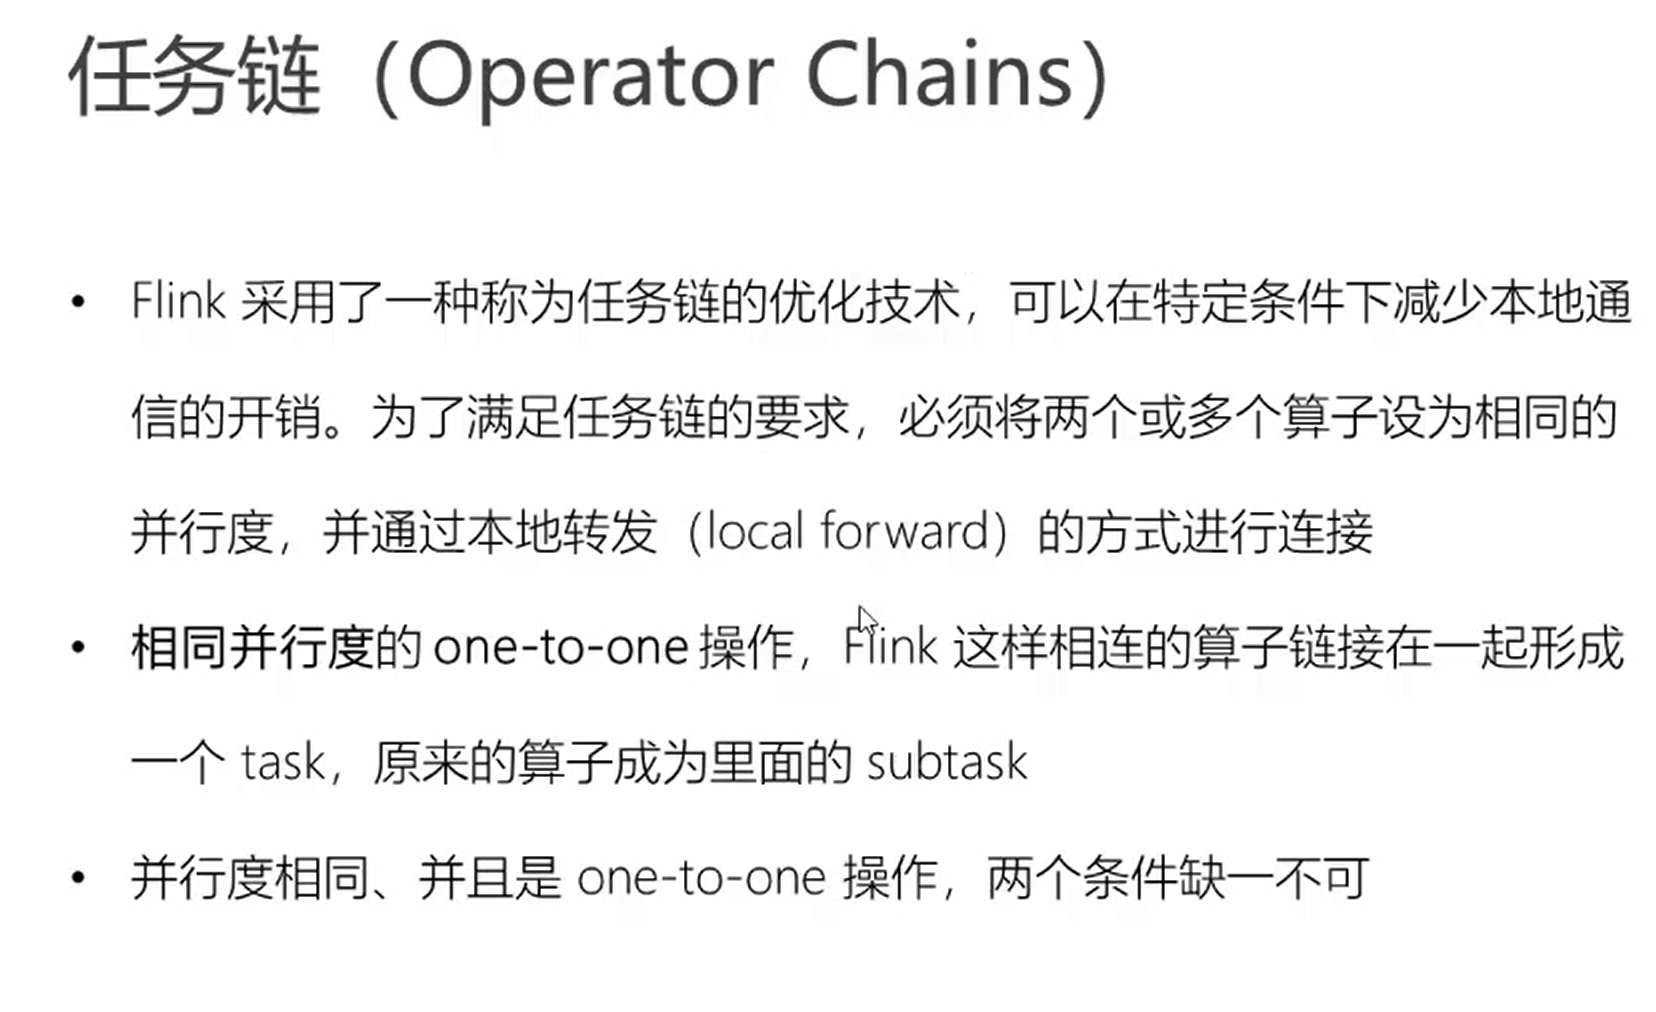 任务链（Operator Chains）
• Flink 采用了一种称为任务链的优化技术，可以在特定条件下减少本地通
信的开销。为了满足任务链的要求，必须将两个或多个算子设为相同的
并行度，并通过本地转发（local forward）的方式进行连接
• 相同并行度的 one-to-one 操作，Flink 这样相连的算子链接在一起形成
一个 task，原来的算子成为里面的 subtask
• 并行度相同、并且是 one-to-one 操作，两个条件缺一不可